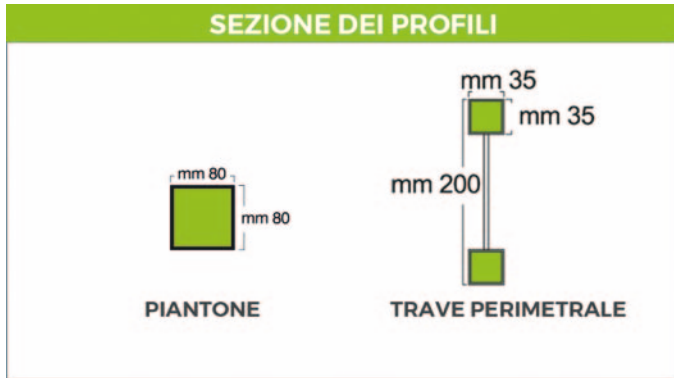 SEZIONE DEI PROFILI
mm 35
mm 35
mm 80
mm 200
mm 80
PIANTONE
TRAVE PERIMETRALE